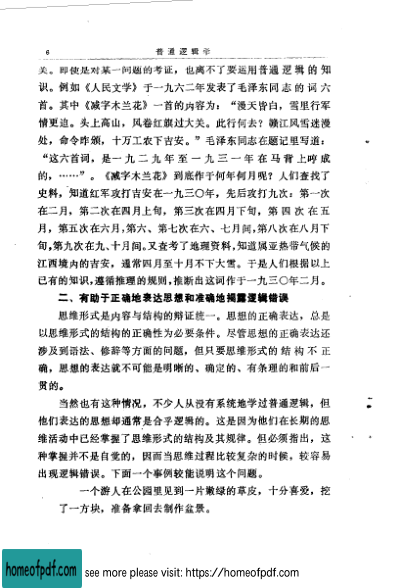 6 普通逻辑学
关。即使是对某一问题的考证，也离不了要运用普通逻辑的知
识。例如《人民文学》于一九六二年发表了毛泽东同志的词六
首。其中《减字木兰花》一首的内容为：“漫天皆白，雪里行军
情更迫。头上高山，风卷红旗过大关。此行何去？赣江风雪迷漫
处，命令昨颁，十万工农下吉安。”毛泽东同志在题记里写道：
“这六首词，是一九二九年至一九三一年在马背上哼成
的，……”。《减字木兰花》到底作于何年何月呢？人们查找了
史料，知道红军攻打吉安在一九三〇年，先后攻打九次：第一次
在二月，第二次在四月上旬，第三次在四月下旬，第四次在五
月，第五次在六月，第六、第七次在六、七月间，第八次在八月下
旬，第九次在九、十月间。又查考了地理资料，知道属亚热带气候的
江西境内的吉安，通常四月至十月不下大雪。于是人们根据以上
已有的知识，遵循推理的规则，推断出这词作于一九三〇年二月。
二、有助于正确地表达思想和准确地揭露逻辑错误
思维形式是内容与结构的辩证统一。思想的正确表达，总是
以思维形式的结构的正确性为必要条件。尽管思想的正确表达还
涉及到语法、修辞等方面的问题，但只要思维形式的结构不正
确，思想的表达就不可能是明晰的、确定的、有条理的和前后一
贯的。
当然也有这种情况，不少人从没有系统地学过普通逻辑，但
他们表达的思想却通常是合乎逻辑的。这是因为他们在长期的思
维活动中已经掌握了思维形式的结构及其规律。但必须指出，这
种掌握并不是自觉的，因而当思维过程比较复杂的时候，较容易
出现逻辑错误。下面一个事例较能说明这个问题。
一个游人在公园里见到一片嫩绿的草皮，十分喜爱，挖
了一方块，准备拿回去制作盆景。
homeofpdf.com
see more please visit: https://homeofpdf.com